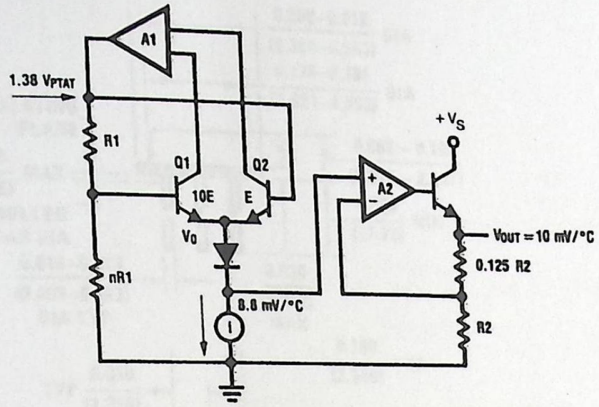 A1
1.38 VPTAT
+VS
R1
Q1
Q2
10E
E
+
A2
−
V0
VOUT = 10 mV/°C
0.125 R2
nR1
8.8 mV/°C
I
R2